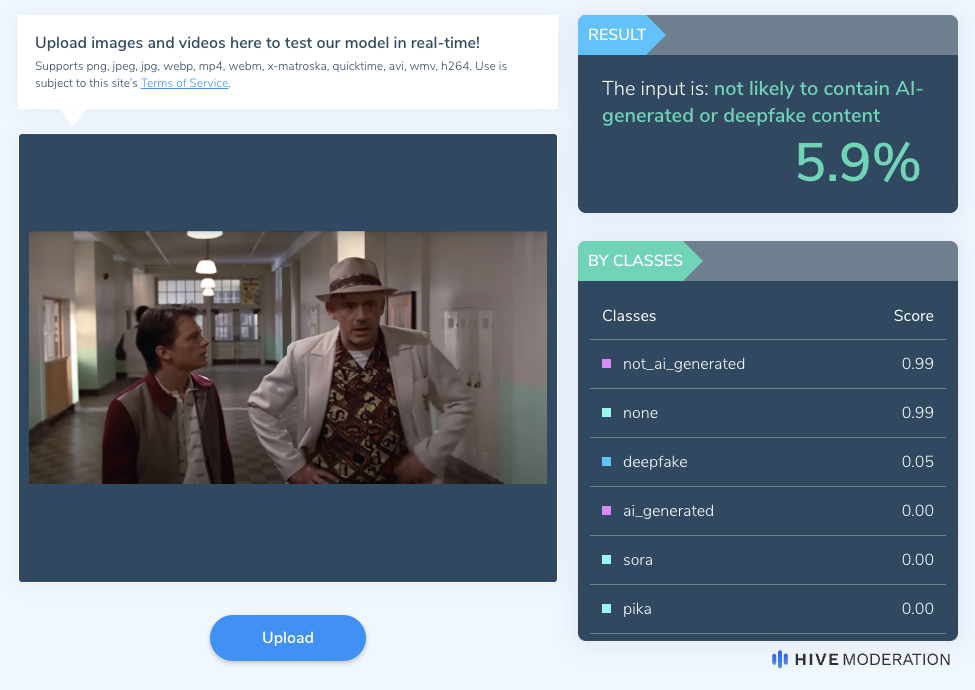 Upload images and videos here to test our model in real-time!
Supports png, jpeg, jpg, webp, mp4, webm, x-matroska, quicktime, avi, wmv, h264. Use is
subject to this site's Terms of Service.
Upload
RESULT
The input is: not likely to contain AI-
generated or deepfake content
5.9%
BY CLASSES
Classes Score
not_ai_generated 0.99
none 0.99
deepfake 0.05
ai_generated 0.00
sora 0.00
pika 0.00
HIVE MODERATION